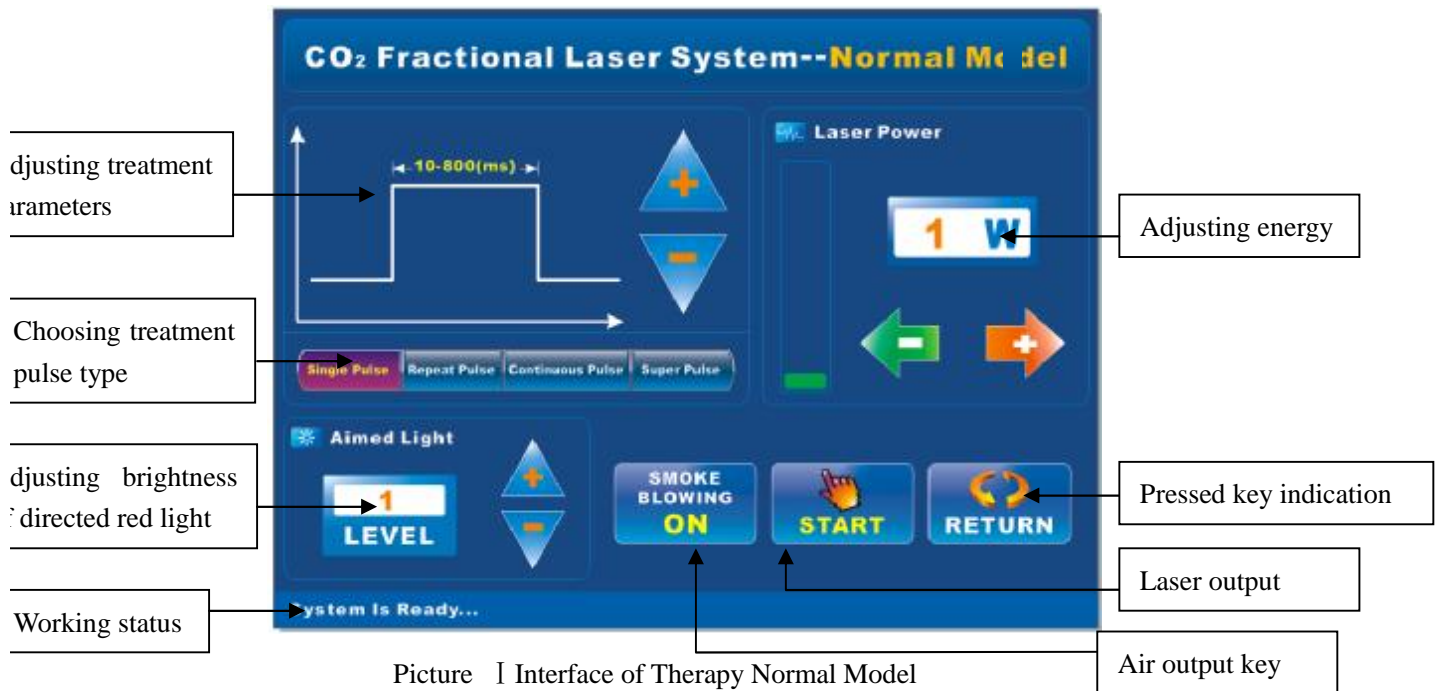 CO₂ Fractional Laser System--Normal Model
10-800(ms)
Laser Power
djusting treatment
arameters
1 W
Adjusting energy
Choosing treatment
pulse type
Single Pulse
Repeat Pulse
Continuous Pulse
Super Pulse
Aimed Light
djusting brightness
f directed red light
1
LEVEL
SMOKE
BLOWING
ON
START
RETURN
Pressed key indication
Laser output
Working status
System Is Ready...
Air output key
Picture Ⅰ Interface of Therapy Normal Model